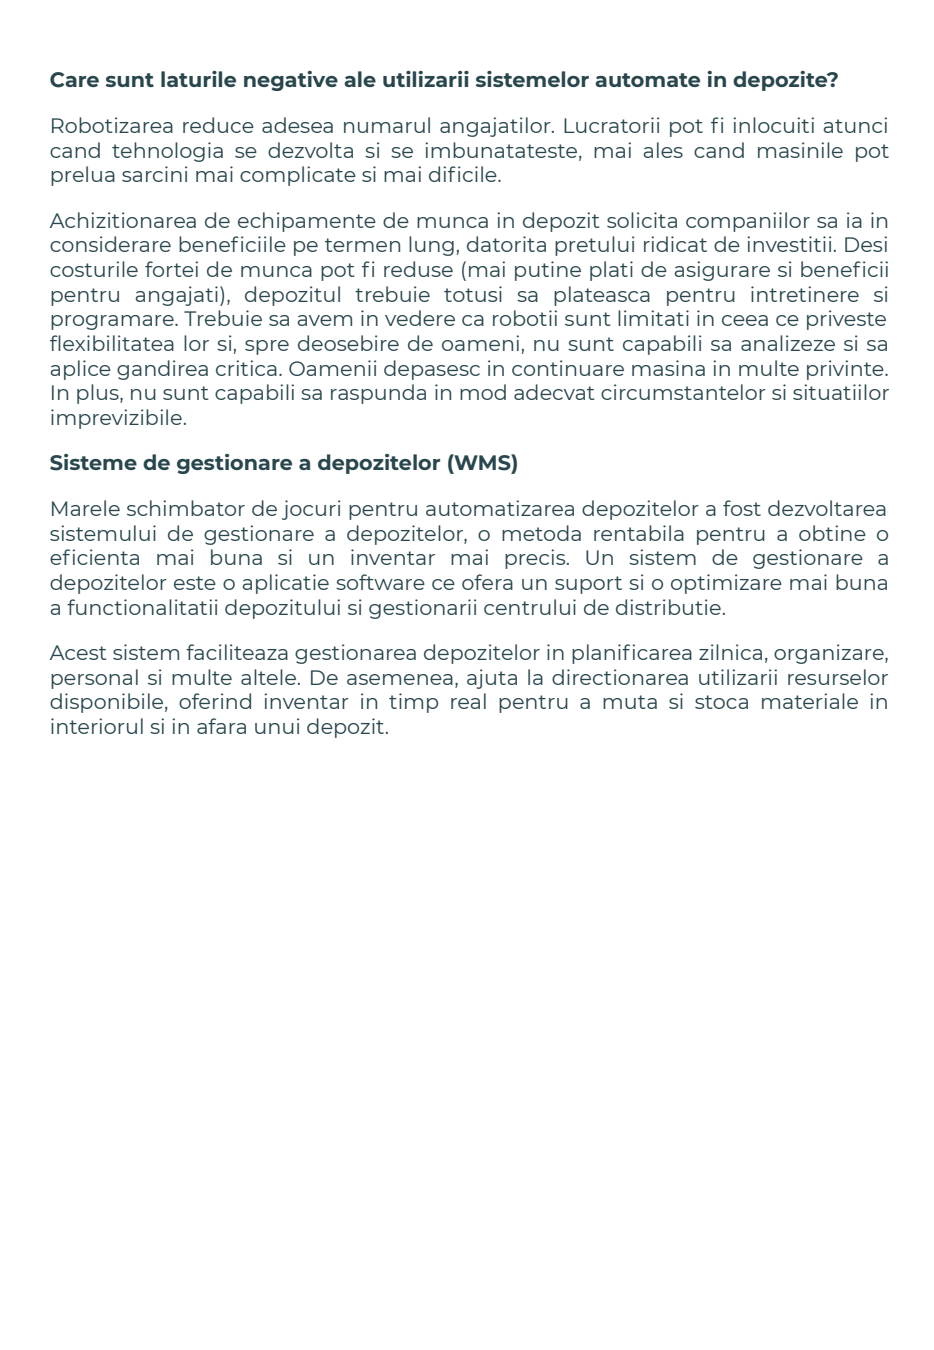 Care sunt laturile negative ale utilizarii sistemelor automate in depozite?
Robotizarea reduce adesea numarul angajatilor. Lucratorii pot fi inlocuiti atunci
cand tehnologia se dezvolta si se imbunatateste, mai ales cand masinile pot
prelua sarcini mai complicate si mai dificile.
Achizitionarea de echipamente de munca in depozit solicita companiilor sa ia in
considerare beneficiile pe termen lung, datorita pretului ridicat de investitii. Desi
costurile fortei de munca pot fi reduse (mai putine plati de asigurare si beneficii
pentru angajati), depozitul trebuie totusi sa plateasca pentru intretinere si
programare. Trebuie sa avem in vedere ca robotii sunt limitati in ceea ce priveste
flexibilitatea lor si, spre deosebire de oameni, nu sunt capabili sa analizeze si sa
aplice gandirea critica. Oamenii depasesc in continuare masina in multe privinte.
In plus, nu sunt capabili sa raspunda in mod adecvat circumstantelor si situatiilor
imprevizibile.
Sisteme de gestionare a depozitelor (WMS)
Marele schimbator de jocuri pentru automatizarea depozitelor a fost dezvoltarea
sistemului de gestionare a depozitelor, o metoda rentabila pentru a obtine o
eficienta mai buna si un inventar mai precis. Un sistem de gestionare a
depozitelor este o aplicatie software ce ofera un suport si o optimizare mai buna
a functionalitatii depozitului si gestionarii centrului de distributie.
Acest sistem faciliteaza gestionarea depozitelor in planificarea zilnica, organizare,
personal si multe altele. De asemenea, ajuta la directionarea utilizarii resurselor
disponibile, oferind inventar in timp real pentru a muta si stoca materiale in
interiorul si in afara unui depozit.